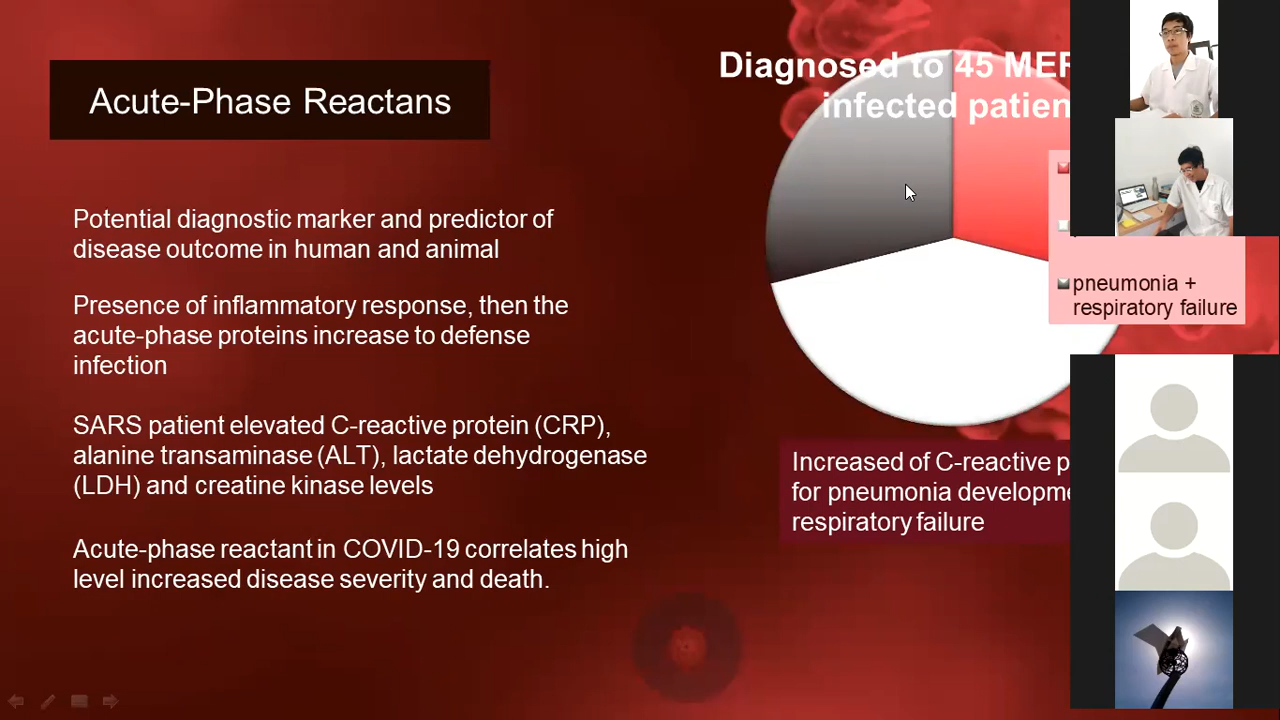 Acute-Phase Reactans
Potential diagnostic marker and predictor of
disease outcome in human and animal
Presence of inflammatory response, then the
acute-phase proteins increase to defense
infection
SARS patient elevated C-reactive protein (CRP),
alanine transaminase (ALT), lactate dehydrogenase
(LDH) and creatine kinase levels
Acute-phase reactant in COVID-19 correlates high
level increased disease severity and death.
Diagnosed to 45
infected
pneumonia +
respiratory failure
Increased of C-reactive
for pneumonia
respiratory failure